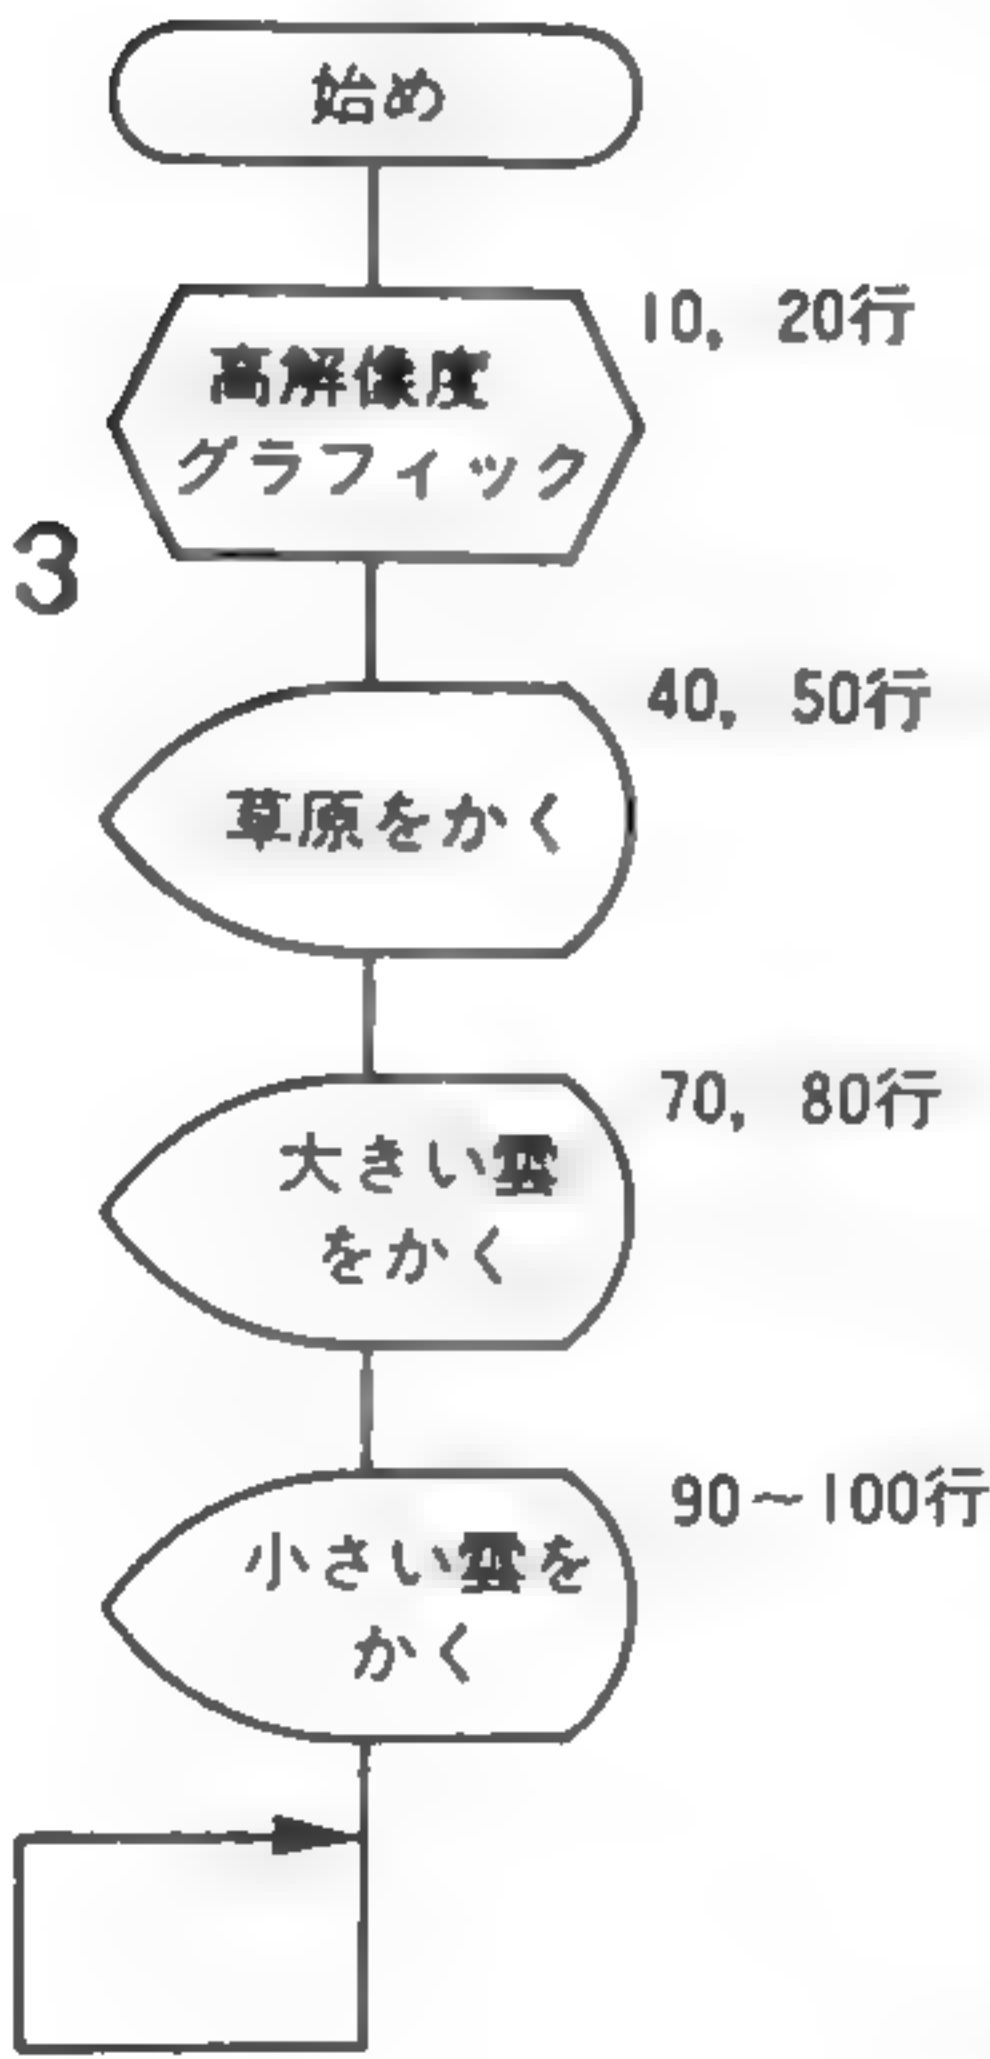 始め
10, 20行
高解像度
グラフィック
3
40, 50行
草原をかく
70, 80行
大きい雲
をかく
90～100行
小さい雲を
かく